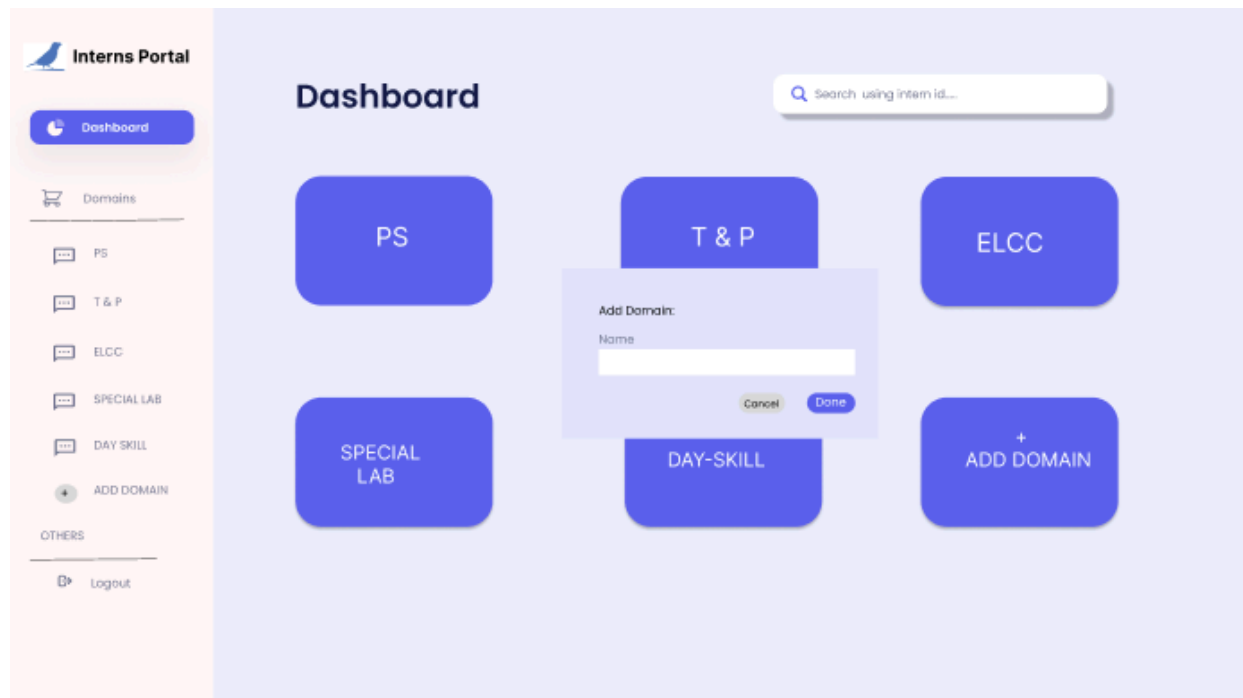 Interns Portal
Dashboard
Domains
PS
T & P
ELCC
SPECIAL LAB
DAY SKILL
+
ADD DOMAIN
OTHERS
Logout
Dashboard
Search using intern id....
PS
T & P
ELCC
Add Domain:
Name
Cancel
Done
SPECIAL
LAB
DAY-SKILL
+
ADD DOMAIN